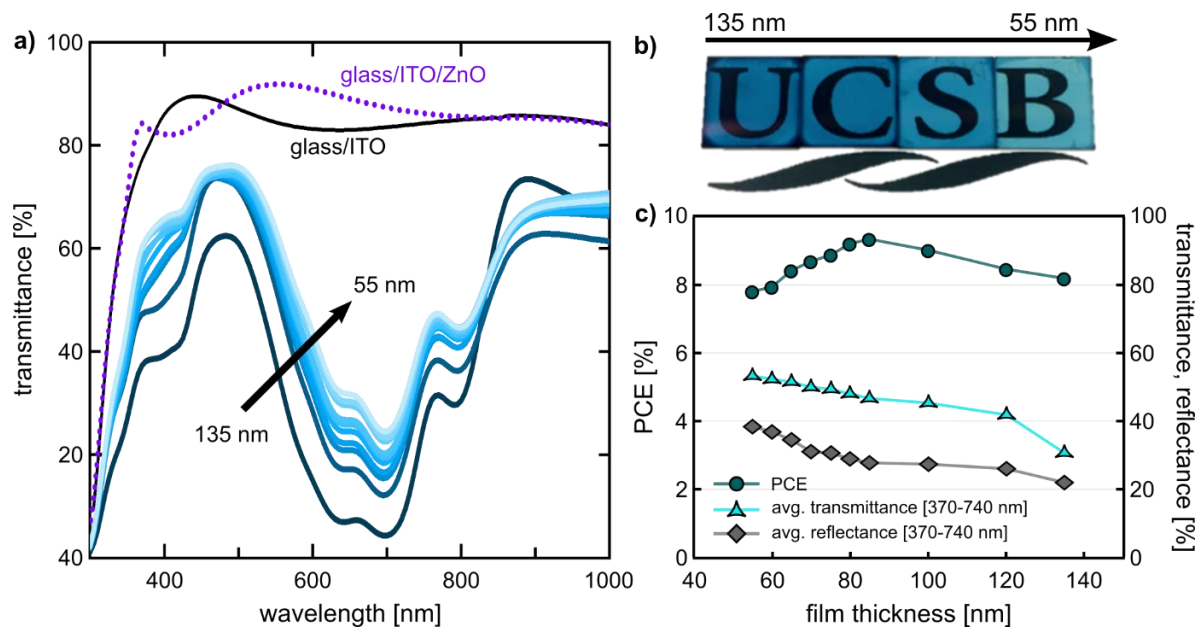 a)
100
80
60
40
20
40
transmittance [%]
400
600
800
1000
wavelength [nm]
glass/ITO/ZnO
glass/ITO
55 nm
135 nm
b)
135 nm
55 nm
UCSB
c)
10
8
6
4
2
0
PCE [%]
100
80
60
40
20
0
transmittance, reflectance [%]
PCE
avg. transmittance [370-740 nm]
avg. reflectance [370-740 nm]
40
60
80
100
120
140
film thickness [nm]